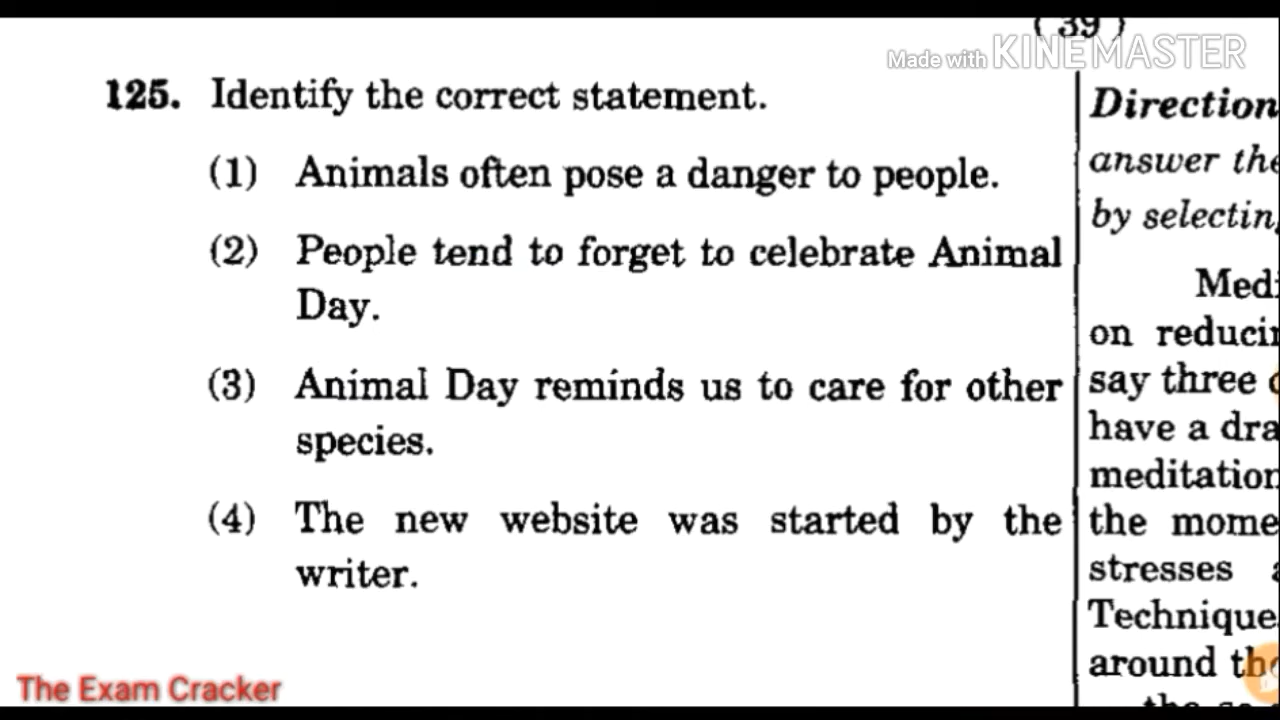 ( 39 )
Made with KINEMASTER
125. Identify the correct statement.
(1) Animals often pose a danger to people.
(2) People tend to forget to celebrate Animal
Day.
(3) Animal Day reminds us to care for other
species.
(4) The new website was started by the
writer.
Direction
answer the
by selectin
Medi
on reducin
say three
have a dra
meditation
the mome
stresses
Technique
around the
The Exam Cracker